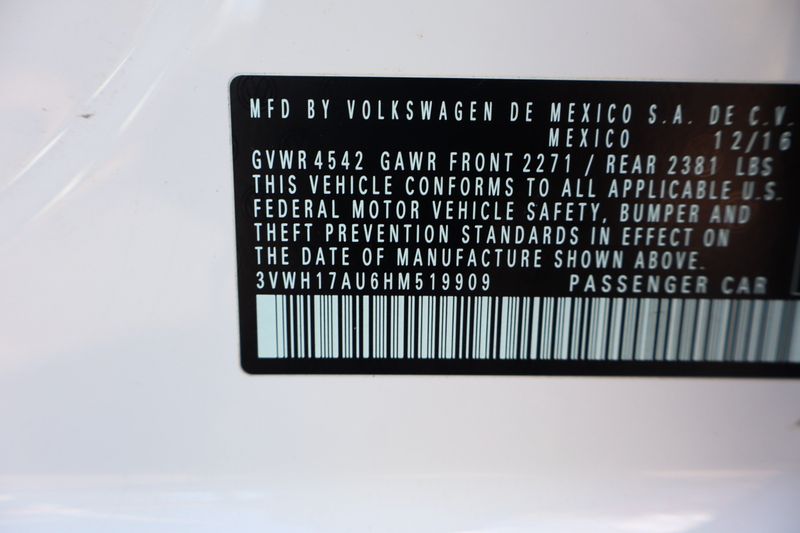 MFD BY VOLKSWAGEN DE MEXICO S.A. DE C.V.
MEXICO 12/16
GVWR 4542 GAWR FRONT 2271 / REAR 2381 LBS
THIS VEHICLE CONFORMS TO ALL APPLICABLE U.S.
FEDERAL MOTOR VEHICLE SAFETY, BUMPER AND
THEFT PREVENTION STANDARDS IN EFFECT ON
THE DATE OF MANUFACTURE SHOWN ABOVE.
3VWH17AU6HM519909 PASSENGER CAR